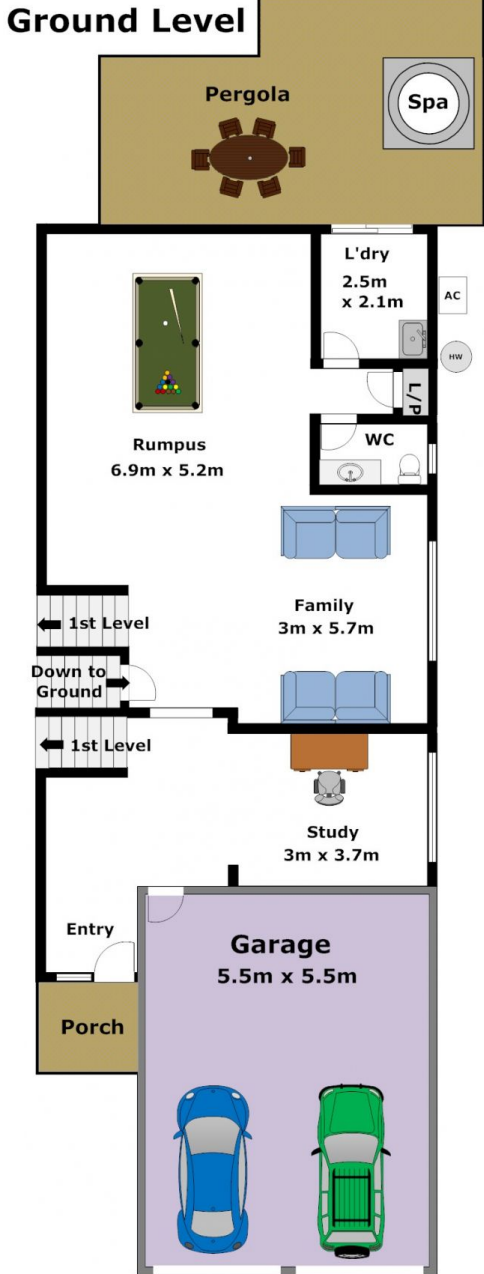 Ground Level
Pergola
Spa
L'dry
2.5m
x 2.1m
AC
HW
L/P
WC
Rumpus
6.9m x 5.2m
Family
3m x 5.7m
1st Level
Down to
Ground
1st Level
Study
3m x 3.7m
Entry
Garage
5.5m x 5.5m
Porch